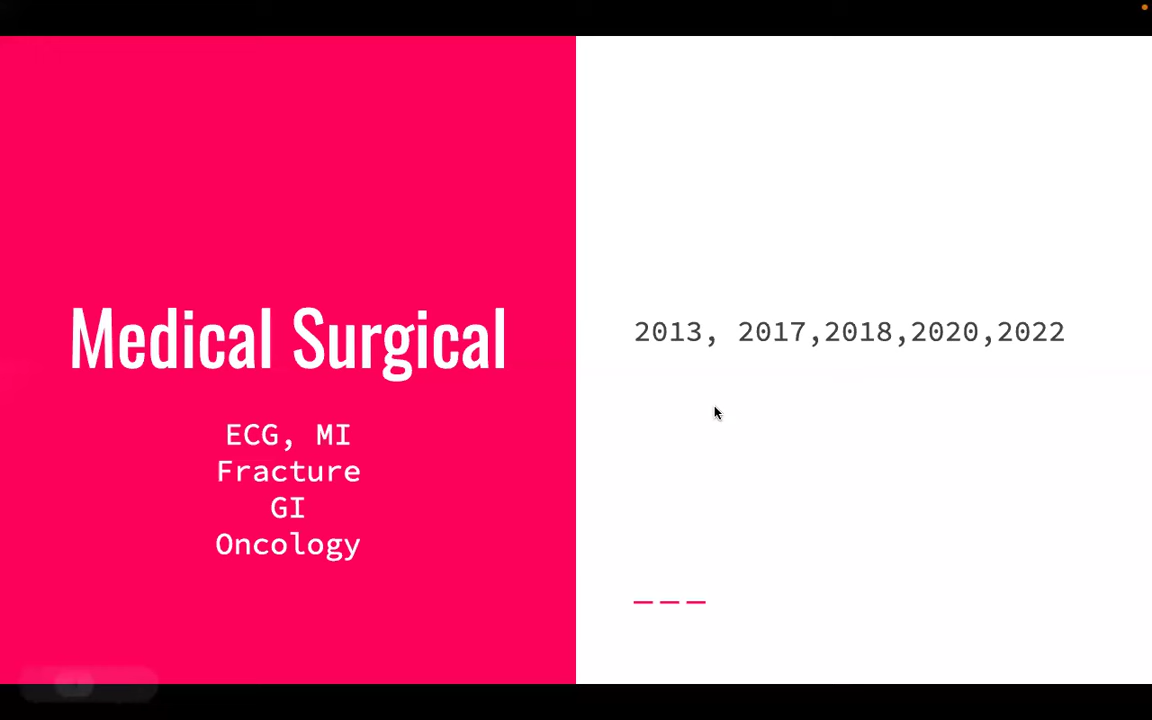 Medical Surgical
ECG, MI
Fracture
GI
Oncology
2013, 2017,2018,2020,2022